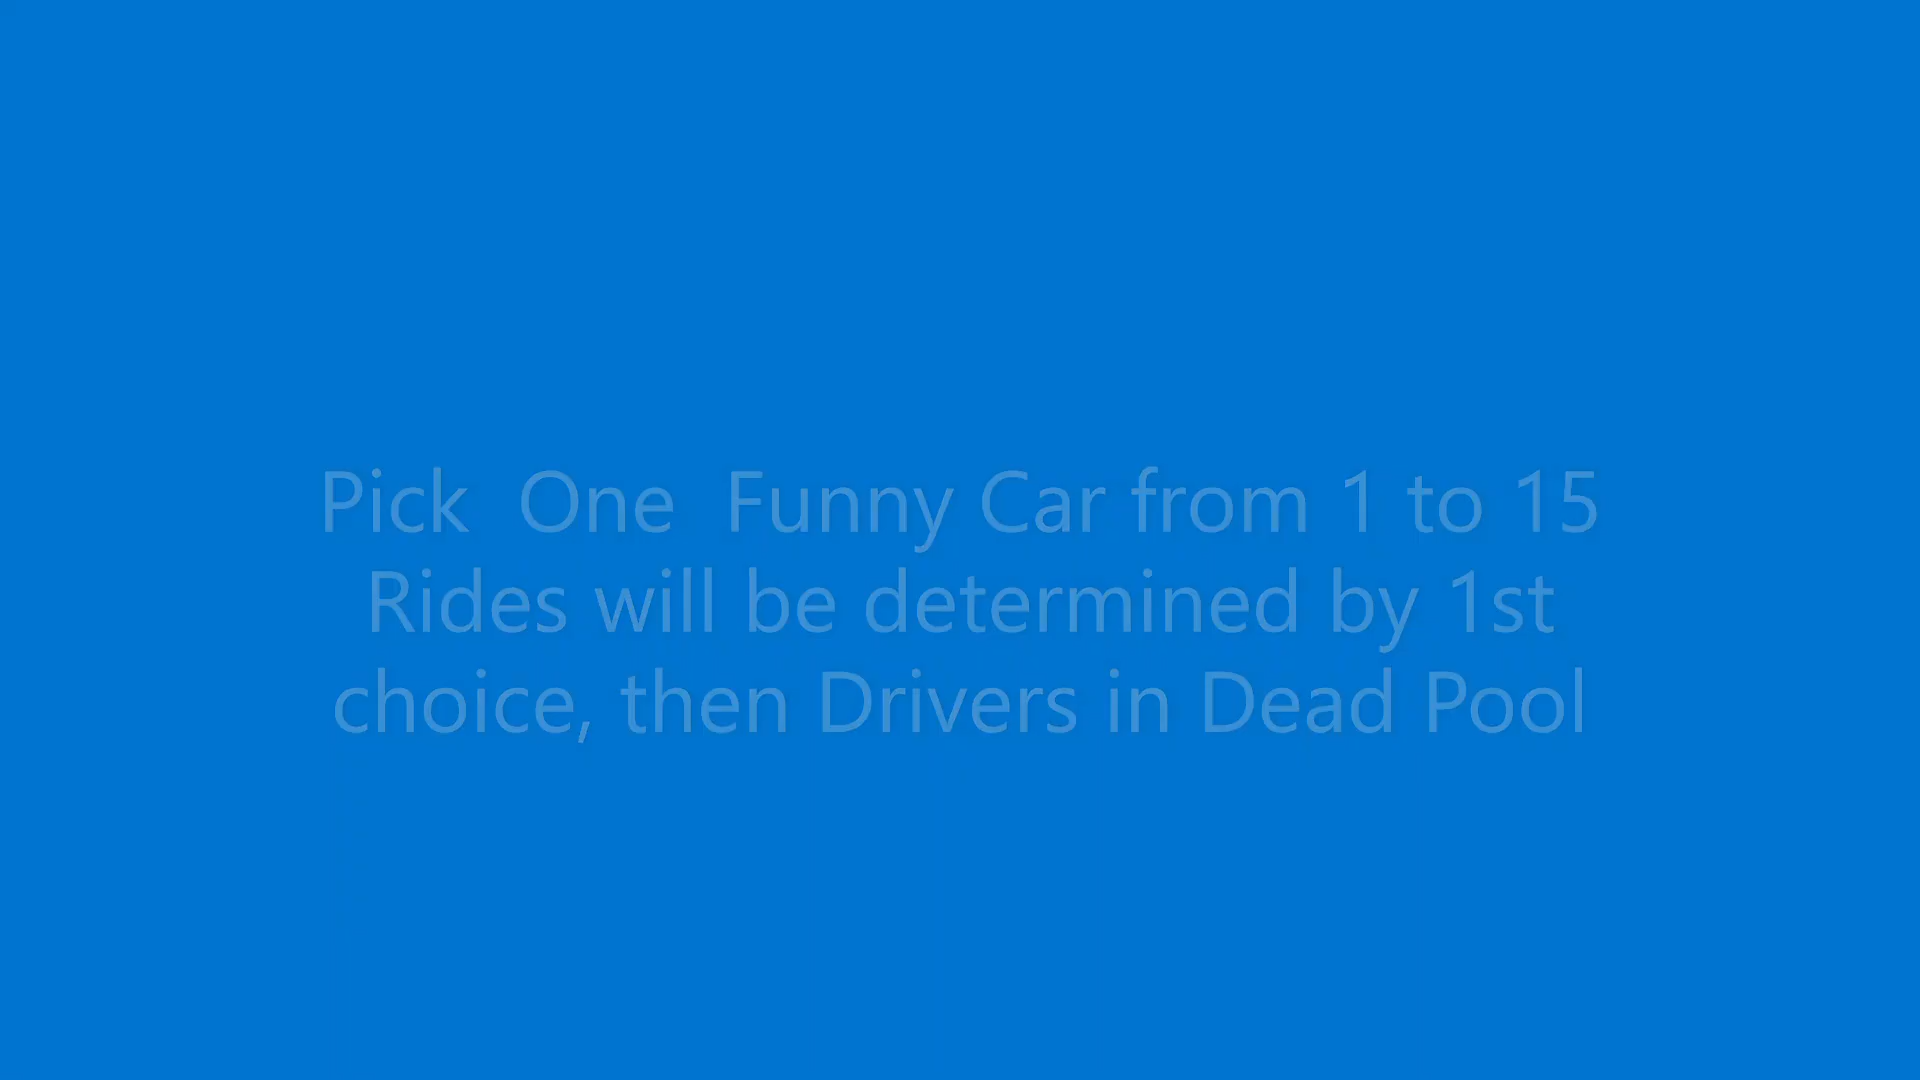 Pick  One  Funny Car from 1 to 15
Rides will be determined by 1st
choice, then Drivers in Dead Pool